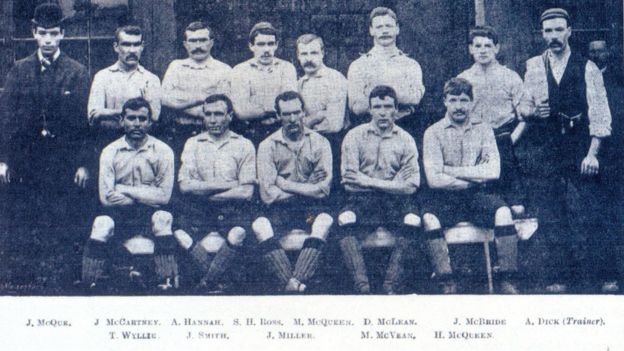 J. McQue. J McCartney. A. Hannah. S. H. Ross. M. McQueen. D. McLean. J. McBride A. Dick (Trainer).
T. Wyllie. J. Smith. J. Miller. M. McVean. H. McQueen.